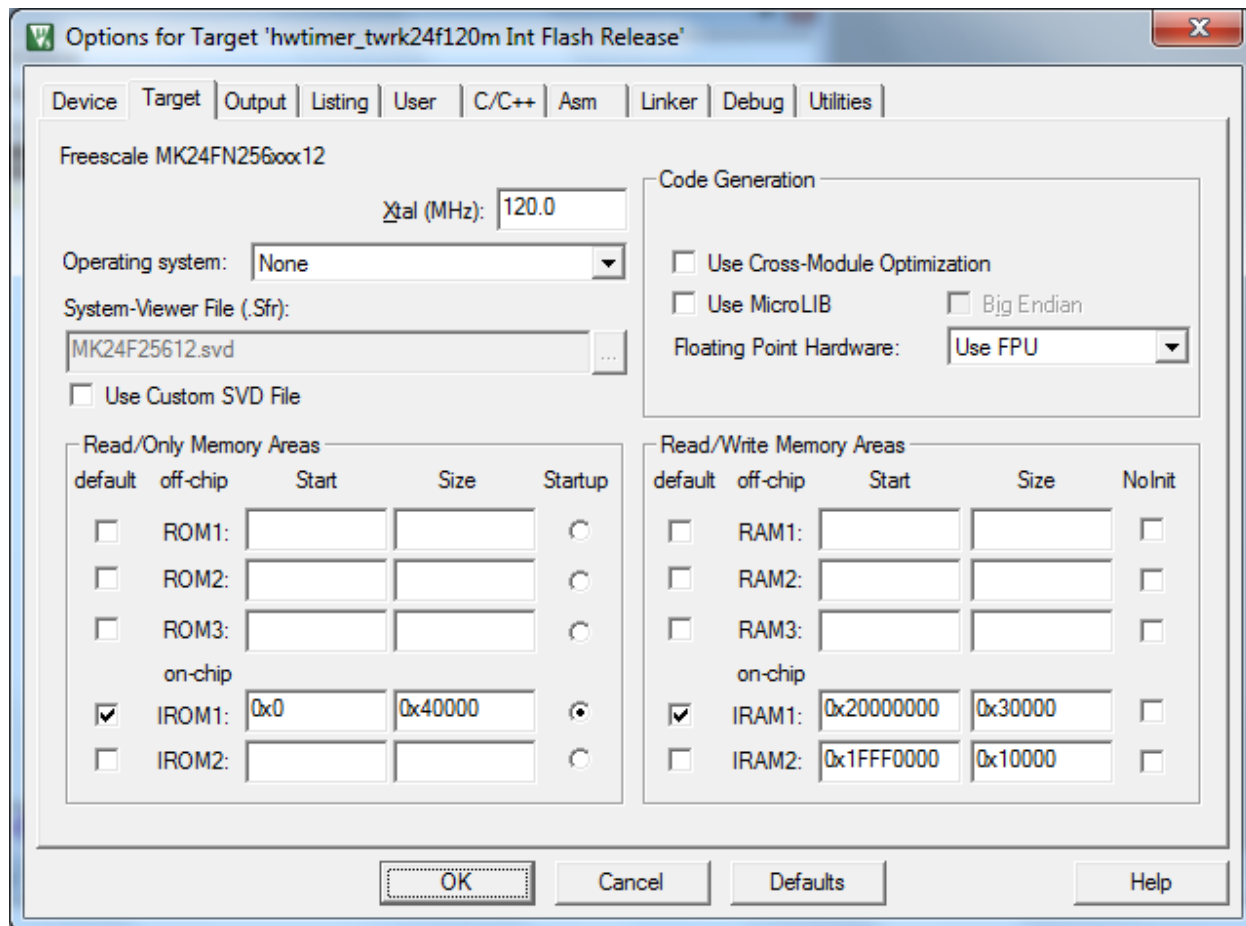 Options for Target 'hwtimer_twrk24f120m Int Flash Release'
Device Target Output Listing User C/C++ Asm Linker Debug Utilities
Freescale MK24FN256xxx12
Xtal (MHz): 120.0
Operating system: None
System-Viewer File (.Sfr):
MK24F25612.svd ...
Use Custom SVD File
Code Generation
Use Cross-Module Optimization
Use MicroLIB Big Endian
Floating Point Hardware: Use FPU
Read/Only Memory Areas
default off-chip Start Size Startup
ROM1:
ROM2:
ROM3:
on-chip
IROM1: 0x0 0x40000
IROM2:
Read/Write Memory Areas
default off-chip Start Size NoInit
RAM1:
RAM2:
RAM3:
on-chip
IRAM1: 0x20000000 0x30000
IRAM2: 0x1FFF0000 0x10000
OK Cancel Defaults Help